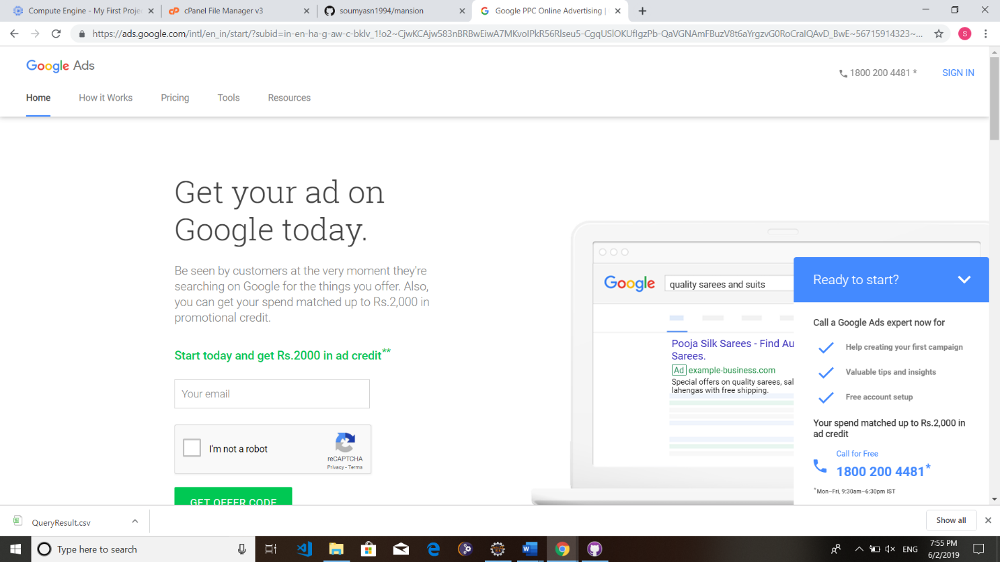 Compute Engine - My First Projec
cPanel File Manager v3
soumyasn1994/mansion
Google PPC Online Advertising |
https://ads.google.com/intl/en_in/start/?subid=in-en-ha-g-aw-c-bklv_1!o2~
S
Google Ads
1800 200 4481 *
SIGN IN
Home
How it Works
Pricing
Tools
Resources
Get your ad on
Google today.
Be seen by customers at the very moment they're
searching on Google for the things you offer. Also,
you can get your spend matched up to Rs.2,000 in
promotional credit.
Start today and get Rs.2000 in ad credit**
Your email
I'm not a robot
reCAPTCHA
Privacy - Terms
GET OFFER CODE
Google
quality sarees and suits
Pooja Silk Sarees - Find Au
Sarees.
Ad example-business.com
Special offers on quality sarees, sal
lahengas with free shipping.
Ready to start?
Call a Google Ads expert now for
Help creating your first campaign
Valuable tips and insights
Free account setup
Your spend matched up to Rs.2,000 in
ad credit
Call for Free
1800 200 4481*
*Mon–Fri, 9:30am–6:30pm IST
QueryResult.csv
Show all
Type here to search
ENG
7:55 PM
6/2/2019